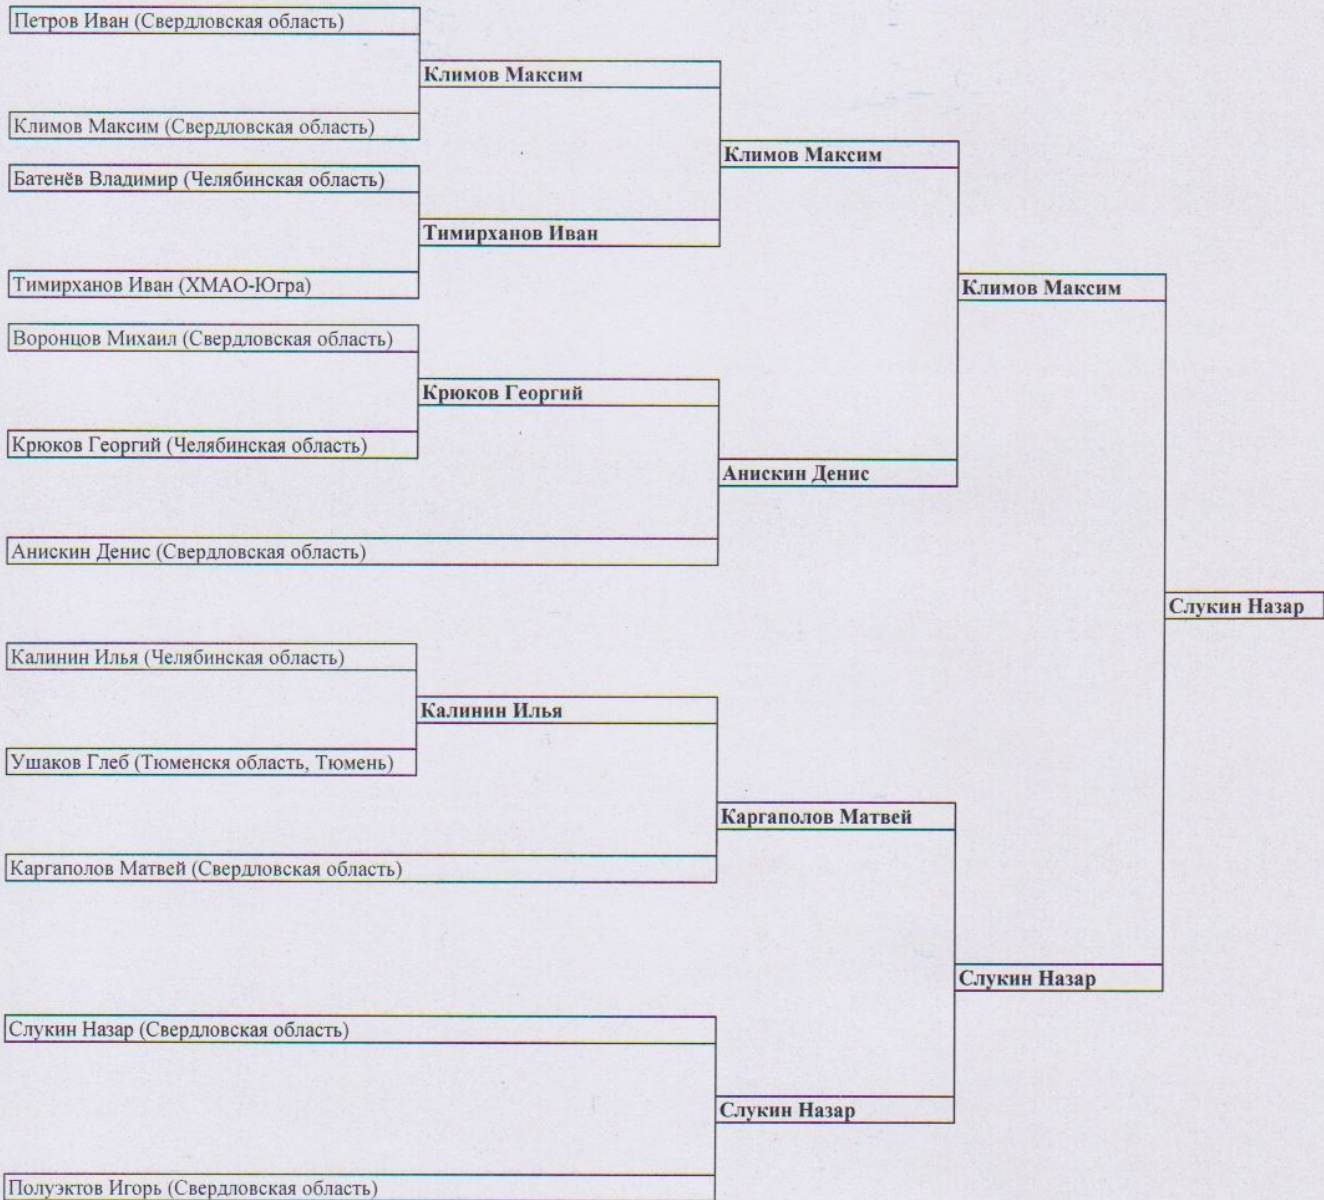 Петров Иван (Свердловская область)
Климов Максим
Климов Максим (Свердловская область)
Климов Максим
Батенёв Владимир (Челябинская область)
Тимирханов Иван
Тимирханов Иван (ХМАО-Югра)
Климов Максим
Воронцов Михаил (Свердловская область)
Крюков Георгий
Крюков Георгий (Челябинская область)
Анискин Денис
Анискин Денис (Свердловская область)
Слукин Назар
Калинин Илья (Челябинская область)
Калинин Илья
Ушаков Глеб (Тюменскя область, Тюмень)
Каргаполов Матвей
Каргаполов Матвей (Свердловская область)
Слукин Назар
Слукин Назар (Свердловская область)
Слукин Назар
Полуэктов Игорь (Свердловская область)